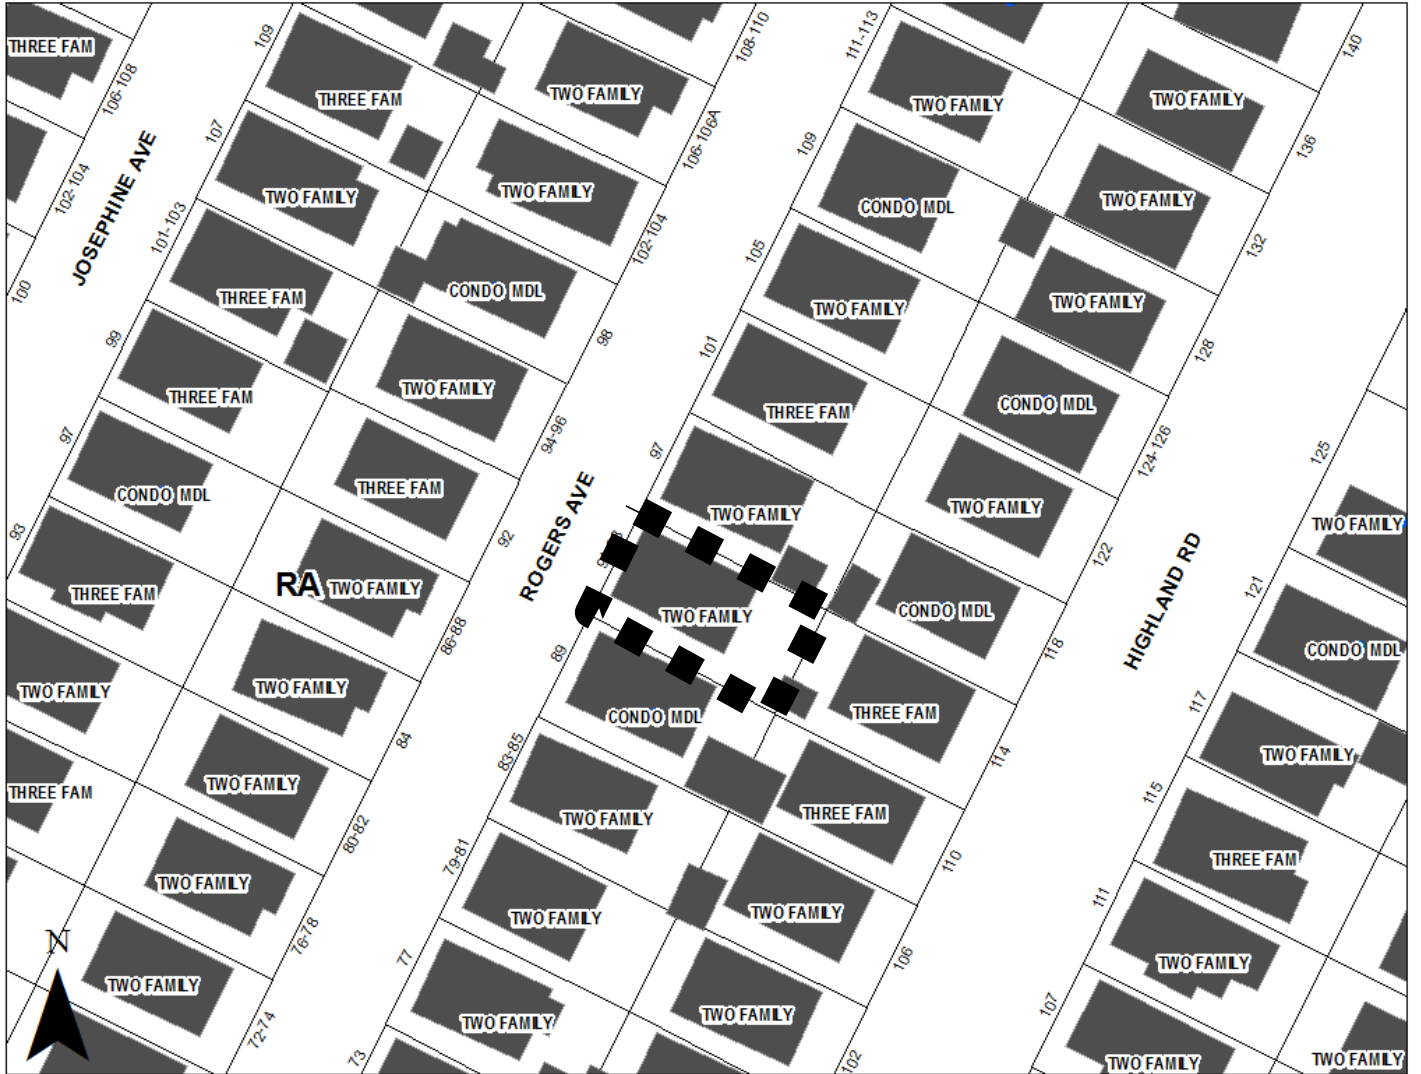 THREE FAM
109
108-110
111-113
140
106-108
THREE FAM
TWO FAMILY
TWO FAMILY
TWO FAMILY
107
106-106A
109
136
102-104
JOSEPHINE AVE
TWO FAMILY
TWO FAMILY
CONDO MDL
TWO FAMILY
101-103
102-104
105
132
100
THREE FAM
CONDO MDL
TWO FAMILY
TWO FAMILY
99
98
101
128
THREE FAM
TWO FAMILY
THREE FAM
CONDO MDL
97
94-96
97
124-126
125
CONDO MDL
THREE FAM
TWO FAMILY
TWO FAMILY
TWO FAMILY
93
92
ROGERS AVE
122
HIGHLAND RD
121
THREE FAM
RA
TWO FAMILY
TWO FAMILY
CONDO MDL
86-88
89
118
CONDO MDL
TWO FAMILY
TWO FAMILY
CONDO MDL
THREE FAM
117
84
83-85
114
TWO FAMILY
THREE FAM
TWO FAMILY
TWO FAMILY
THREE FAM
115
80-82
79-81
110
THREE FAM
TWO FAMILY
TWO FAMILY
TWO FAMILY
111
76-78
77
106
TWO FAMILY
N
TWO FAMILY
TWO FAMILY
TWO FAMILY
107
72-74
73
102
TWO FAMILY
TWO FAMILY